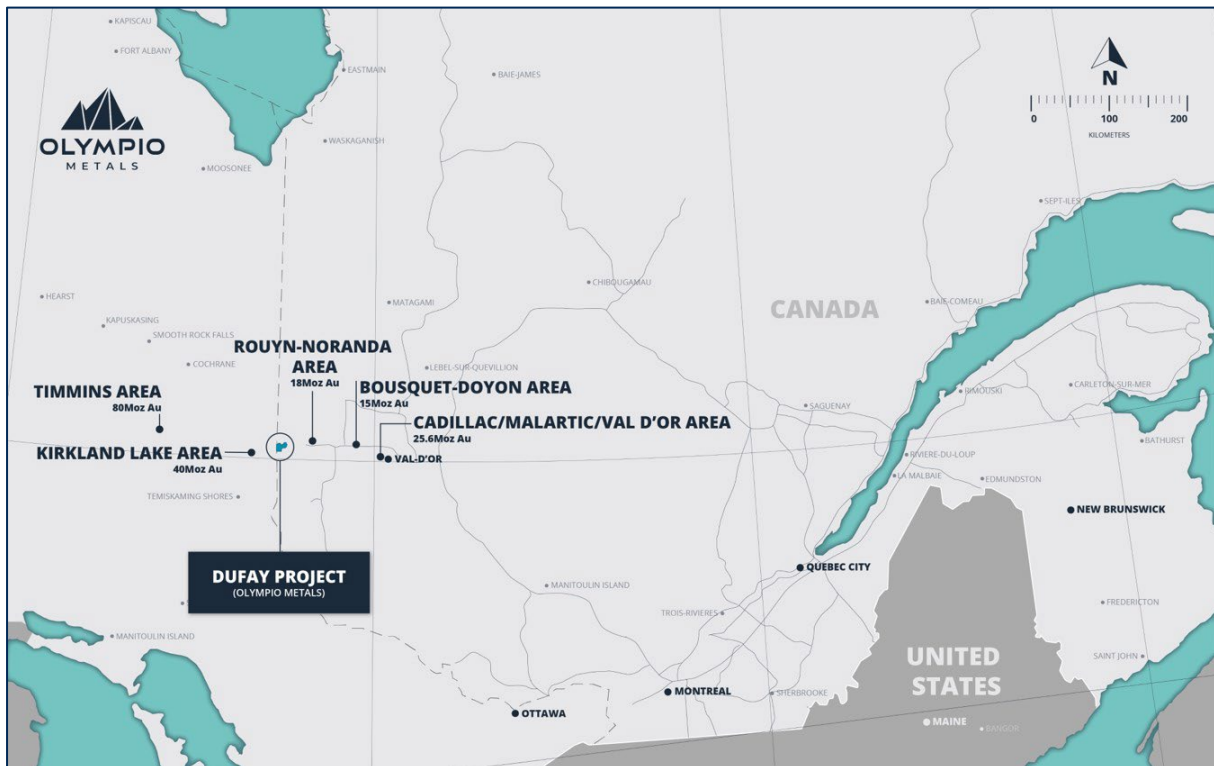 KAPISCAU
FORT ALBANY
EASTMAIN
BAIE-JAMES
N
0 100 200
KILOMETERS
OLYMPIO
METALS
WASKAGANISH
MOOSONEE
SEPT-ILES
HEARST
MATAGAMI
CHIBOUGAMAU
CANADA
BAIE-COMEAU
KAPUSKASING
SMOOTH ROCK FALLS
COCHRANE
ROUYN-NORANDA
AREA
18Moz Au
LEBEL-SUR-QUEVILLION
TIMMINS AREA
80Moz Au
BOUSQUET-DOYON AREA
15Moz Au
CADILLAC/MALARTIC/VAL D'OR AREA
25.6Moz Au
SAGUENAY
RIMOUSKI
CARLETON-SUR-MER
BATHURST
KIRKLAND LAKE AREA
40Moz Au
VAL-D'OR
RIVIERE-DU-LOUP
LA MALBAIE
EDMUNDSTON
TEMISKAMING SHORES
NEW BRUNSWICK
DUFAY PROJECT
(OLYMPIO METALS)
QUEBEC CITY
MANITOULIN ISLAND
TROIS-RIVIERES
FREDERICTON
MANITOULIN ISLAND
SAINT JOHN
UNITED
STATES
MONTREAL
SHERBROOKE
OTTAWA
MAINE
BANGOR